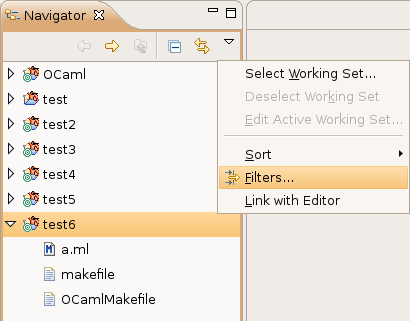 Navigator
OCaml
test
test2
test3
test4
test5
test6
a.ml
makefile
OCamlMakefile
Select Working Set...
Deselect Working Set
Edit Active Working Set...
Sort
Filters...
Link with Editor